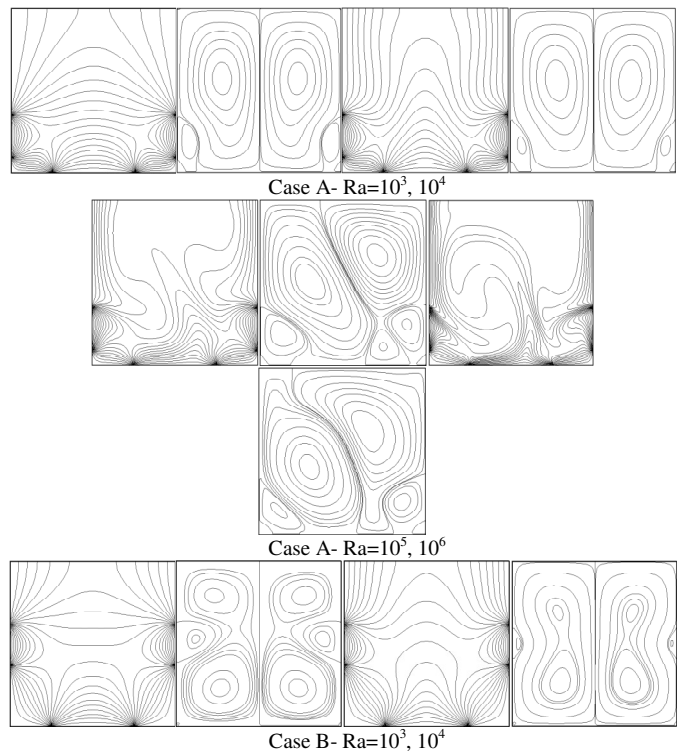 Case A- Ra=10³, 10⁴
Case A- Ra=10⁵, 10⁶
Case B- Ra=10³, 10⁴